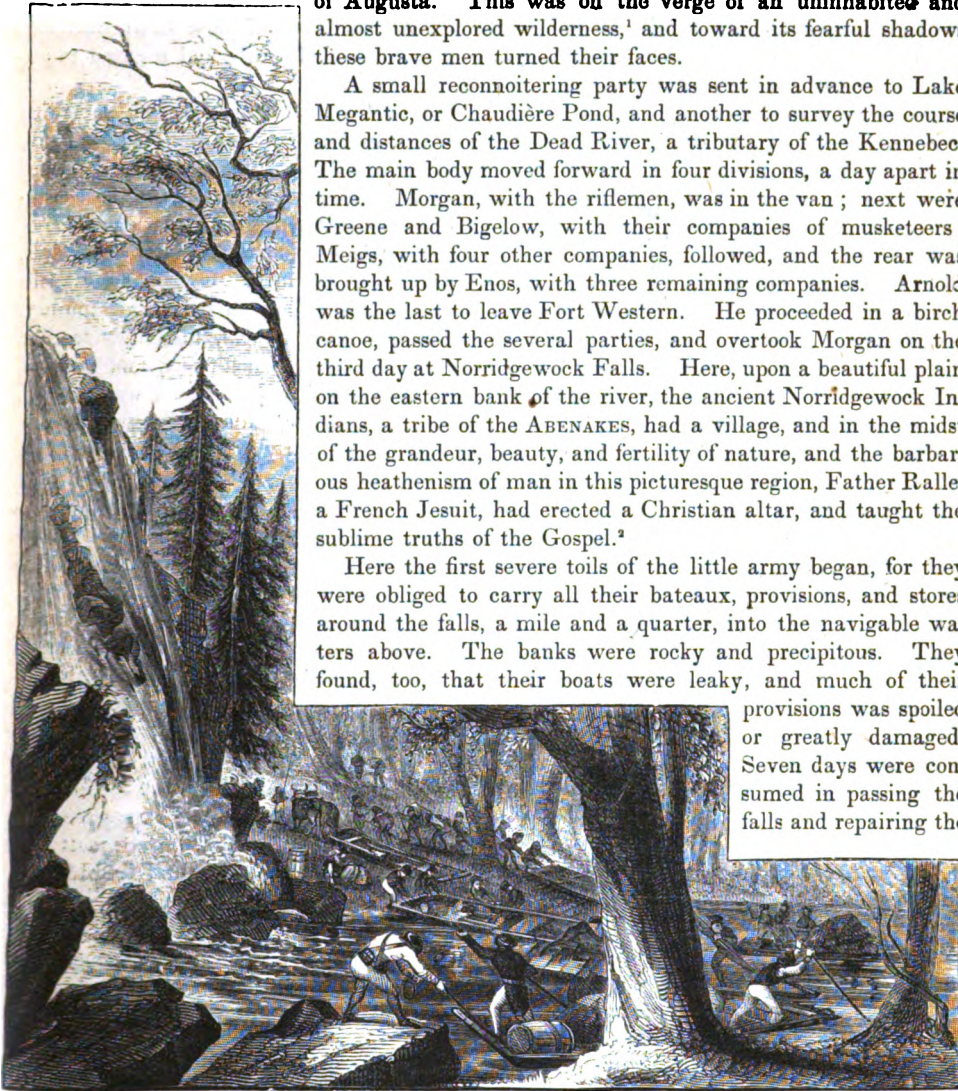 of Augusta. This was on the verge of an uninhabited and
almost unexplored wilderness,¹ and toward its fearful shadow
these brave men turned their faces.
A small reconnoitering party was sent in advance to Lake
Megantic, or Chaudière Pond, and another to survey the course
and distances of the Dead River, a tributary of the Kennebec
The main body moved forward in four divisions, a day apart in
time. Morgan, with the riflemen, was in the van ; next were
Greene and Bigelow, with their companies of musketeers
Meigs, with four other companies, followed, and the rear was
brought up by Enos, with three remaining companies. Arnold
was the last to leave Fort Western. He proceeded in a birch
canoe, passed the several parties, and overtook Morgan on the
third day at Norridgewock Falls. Here, upon a beautiful plain
on the eastern bank of the river, the ancient Norridgewock In
dians, a tribe of the ABENAKES, had a village, and in the midst
of the grandeur, beauty, and fertility of nature, and the barbar
ous heathenism of man in this picturesque region, Father Ralle
a French Jesuit, had erected a Christian altar, and taught the
sublime truths of the Gospel.²
Here the first severe toils of the little army began, for they
were obliged to carry all their bateaux, provisions, and stores
around the falls, a mile and a quarter, into the navigable wa
ters above. The banks were rocky and precipitous. They
found, too, that their boats were leaky, and much of their
provisions was spoiled
or greatly damaged
Seven days were con
sumed in passing the
falls and repairing the